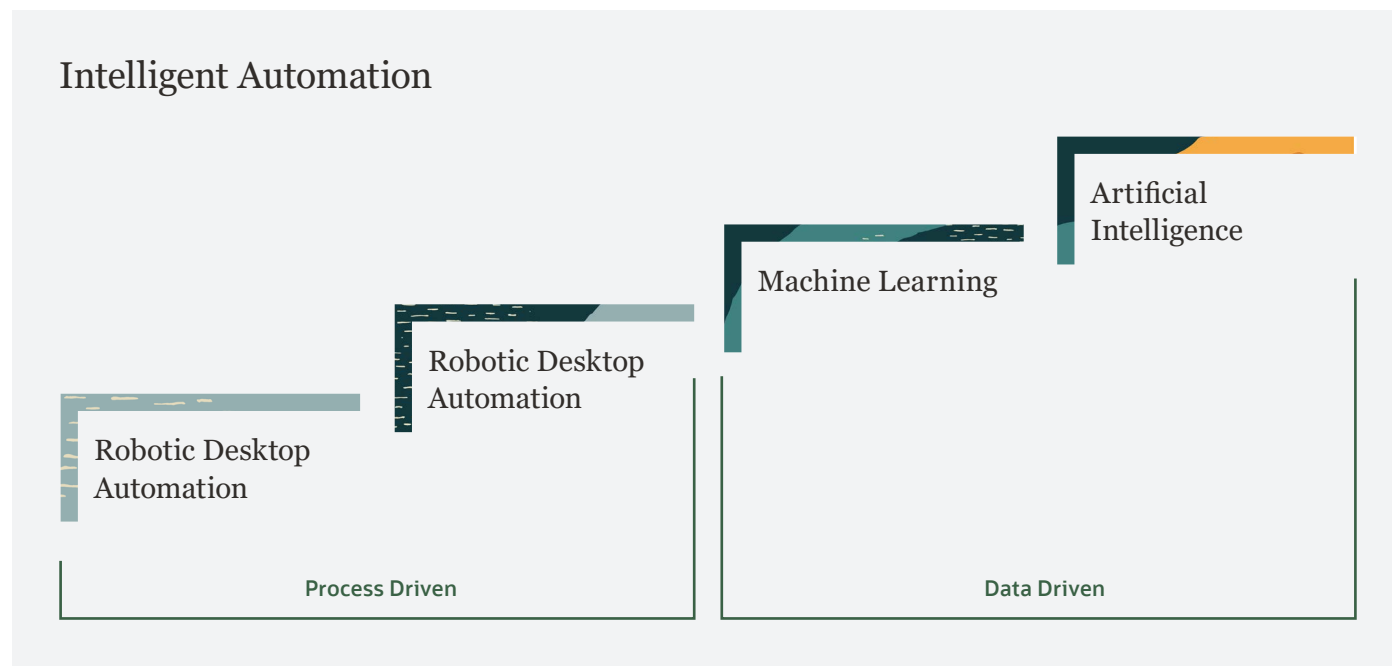 Intelligent Automation
Artificial
Intelligence
Machine Learning
Robotic Desktop
Automation
Robotic Desktop
Automation
Process Driven
Data Driven